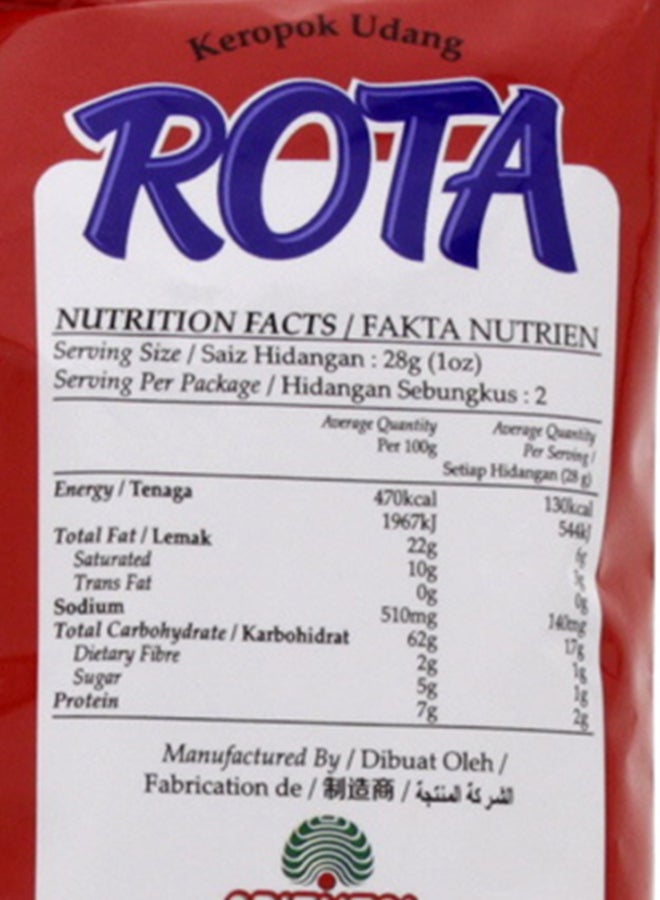 Keropok Udang
ROTA
NUTRITION FACTS / FAKTA NUTRIEN
Serving Size / Saiz Hidangan : 28g (1oz)
Serving Per Package / Hidangan Sebungkus : 2
Average Quantity Per 100g
Average Quantity Per Serving / Setiap Hidangan (28 g)
Energy / Tenaga 470kcal 130kcal
1967kJ 544kJ
Total Fat / Lemak 22g 6g
Saturated 10g
Trans Fat 0g 0g
Sodium 510mg 140mg
Total Carbohydrate / Karbohidrat 62g 17g
Dietary Fibre 2g 1g
Sugar 5g 1g
Protein 7g 2g
Manufactured By / Dibuat Oleh /
Fabrication de / 制造商 / الشركة المنتجة